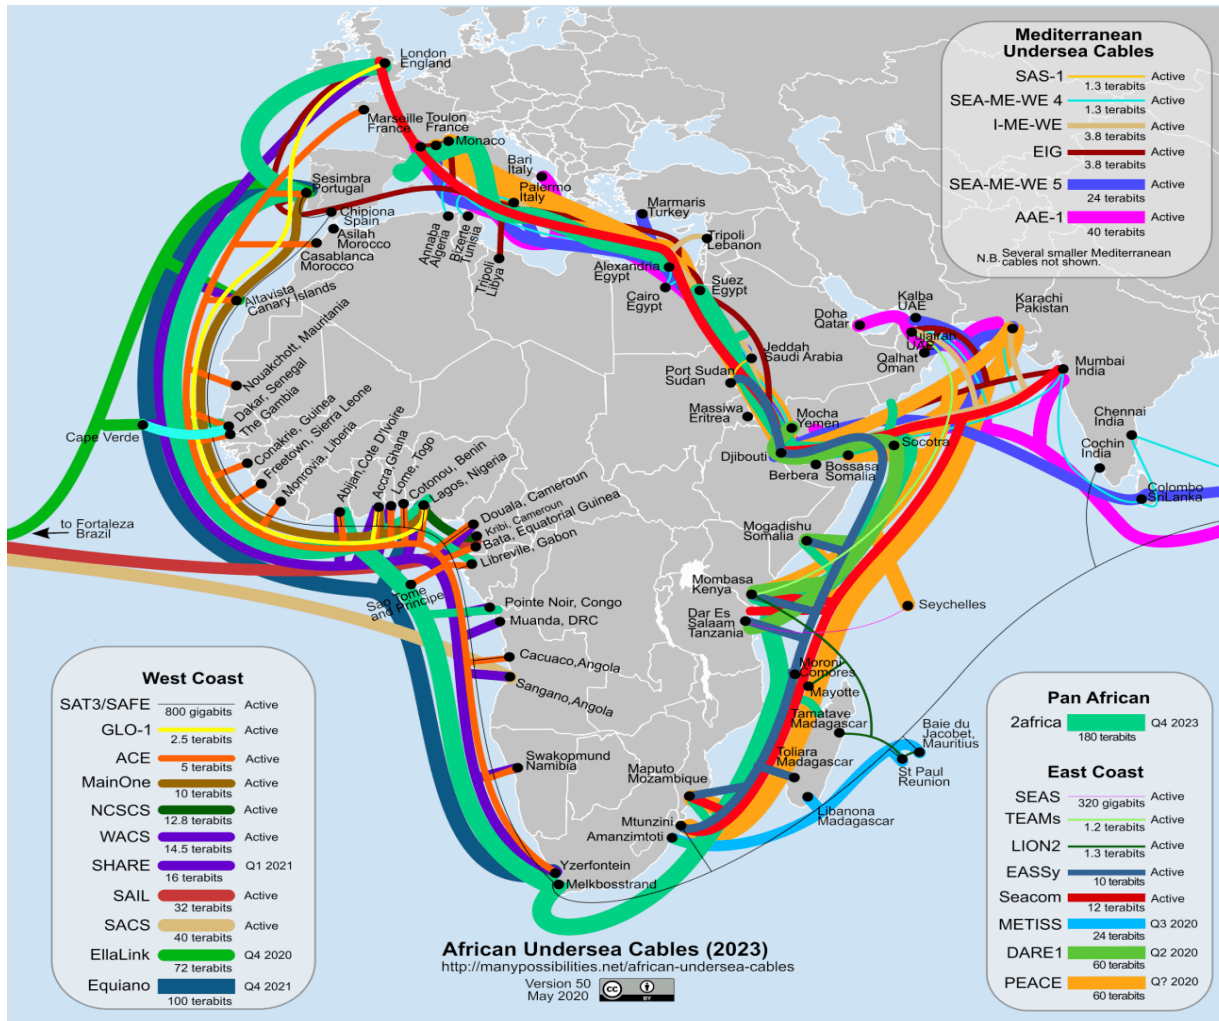 London
England
Marseille
France
Toulon
France
Monaco
Bari
Italy
Palermo
Italy
Sesimbra
Portugal
Chipiona
Spain
Asilah
Morocco
Casablanca
Morocco
Annaba
Algeria
Bizerte
Tunisia
Tripoli
Libya
Marmaris
Turkey
Tripoli
Lebanon
Alexandria
Egypt
Cairo
Egypt
Suez
Egypt
Altavista
Canary Islands
Nouakchott, Mauritania
Dakar, Senegal
The Gambia
Cape Verde
Conakrie, Guinea
Freetown, Sierra Leone
Monrovia, Liberia
Abijan,Cote D'Ivoire
Accra,Ghana
Lome, Togo
Cotonou, Benin
Lagos, Nigeria
Douala, Cameroun
Kribi, Cameroun
Bata, Equatorial Guinea
Libreville, Gabon
Sao Tome
and Principe
Pointe Noir, Congo
Muanda, DRC
Cacuaco,Angola
Sangano,Angola
Swakopmund
Namibia
Yzerfontein
Melkbosstrand
to Fortaleza
Brazil
Doha
Qatar
Kalba
UAE
UAE
Qalhat
Oman
Karachi
Pakistan
Mumbai
India
Chennai
India
Cochin
India
Colombo
SriLanka
Jeddah
Saudi Arabia
Port Sudan
Sudan
Massiwa
Eritrea
Mocha
Yemen
Djibouti
Berbera
Bossasa
Somalia
Socotra
Mogadishu
Somalia
Mombasa
Kenya
Dar Es
Salaam
Tanzania
Seychelles
Moroni
Comores
Mayotte
Tamatave
Madagascar
Toliara
Madagascar
Libanona
Madagascar
Baie du
Jacobet,
Mauritius
St Paul
Reunion
Maputo
Mozambique
Mtunzini
Amanzimtoti
Mediterranean
Undersea Cables
SAS-1 Active
1.3 terabits
SEA-ME-WE 4 Active
1.3 terabits
I-ME-WE Active
3.8 terabits
EIG Active
3.8 terabits
SEA-ME-WE 5 Active
24 terabits
AAE-1 Active
40 terabits
N.B. Several smaller Mediterranean
cables not shown.
West Coast
SAT3/SAFE Active
800 gigabits
GLO-1 Active
2.5 terabits
ACE Active
5 terabits
MainOne Active
10 terabits
NCSCS Active
12.8 terabits
WACS Active
14.5 terabits
SHARE Q1 2021
16 terabits
SAIL Active
32 terabits
SACS Active
40 terabits
EllaLink Q4 2020
72 terabits
Equiano Q4 2021
100 terabits
Pan African
2africa Q4 2023
180 terabits
East Coast
SEAS Active
320 gigabits
TEAMs Active
1.2 terabits
LION2 Active
1.3 terabits
EASSy Active
10 terabits
Seacom Active
12 terabits
METISS Q3 2020
24 terabits
DARE1 Q2 2020
60 terabits
PEACE Q? 2020
60 terabits
African Undersea Cables (2023)
http://manypossibilities.net/african-undersea-cables
Version 50
May 2020
cc
BY